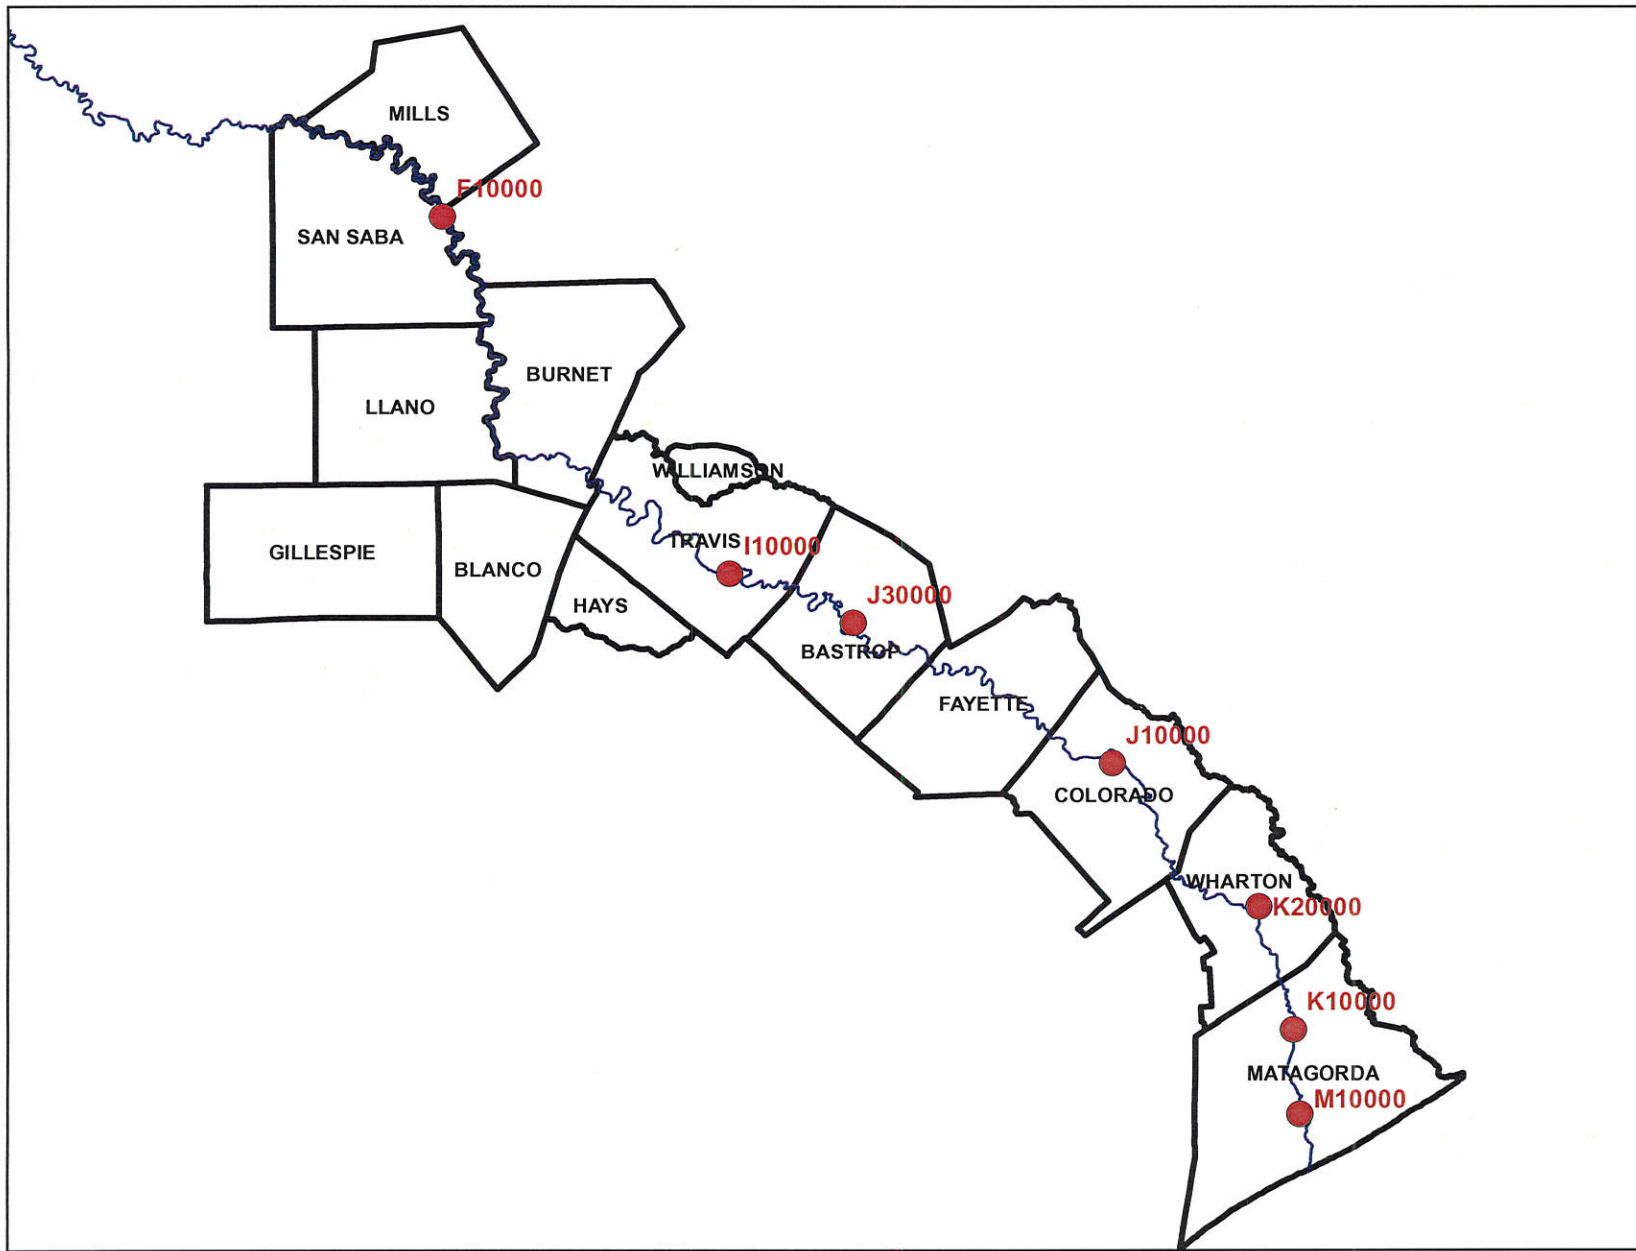 MILLS
F10000
SAN SABA
BURNET
LLANO
WILLIAMSON
TRAVIS
I10000
GILLESPIE
BLANCO
HAYS
J30000
BASTROP
FAYETTE
J10000
COLORADO
WHARTON
K20000
K10000
MATAGORDA
M10000